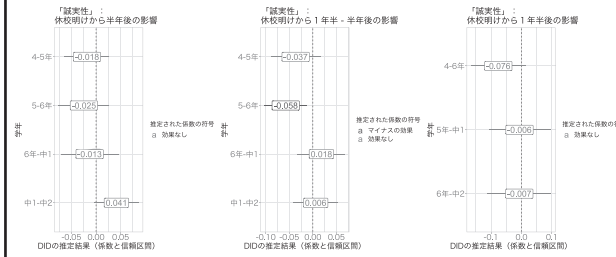 「誠実性」：
休校明けから半年後の影響
4-5年
-0.018
5-6年
-0.025
6年-中1
-0.013
中1-中2
0.041
学年
-0.05 0.00 0.05
DIDの推定結果（係数と信頼区間）
推定された係数の符号
a 効果なし
「誠実性」：
休校明けから１年半 - 半年後の影響
4-5年
-0.037
5-6年
-0.058
6年-中1
0.018
中1-中2
0.006
学年
-0.10 -0.05 0.00 0.05
DIDの推定結果（係数と信頼区間）
推定された係数の符号
a マイナスの効果
a 効果なし
「誠実性」：
休校明けから１年半後の影響
4-6年
-0.076
5年-中1
-0.006
6年-中2
-0.007
学年
-0.1 0.0 0.1
DIDの推定結果（係数と信頼区間）
推定された係数の符
a 効果なし